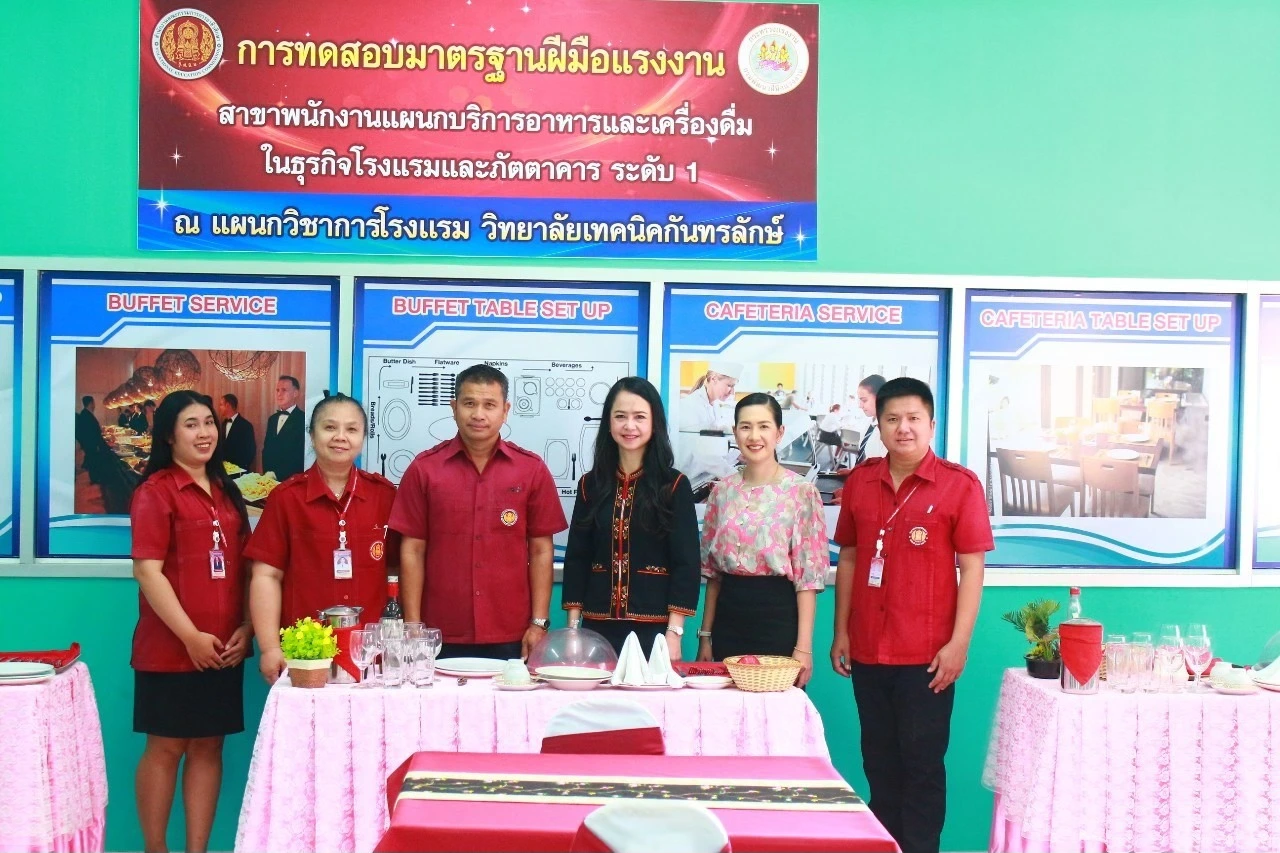 การทดสอบมาตรฐานฝีมือแรงงาน
สาขาพนักงานแผนกบริการอาหารและเครื่องดื่ม
ในธุรกิจโรงแรมและภัตตาคาร ระดับ 1
ณ แผนกวิชาการโรงแรม วิทยาลัยเทคนิคกันทรลักษ์
BUFFET SERVICE
BUFFET TABLE SET UP
CAFETERIA SERVICE
CAFETERIA TABLE SET UP
Butter Dish Flatware Napkins Beverages
Breads/Rolls